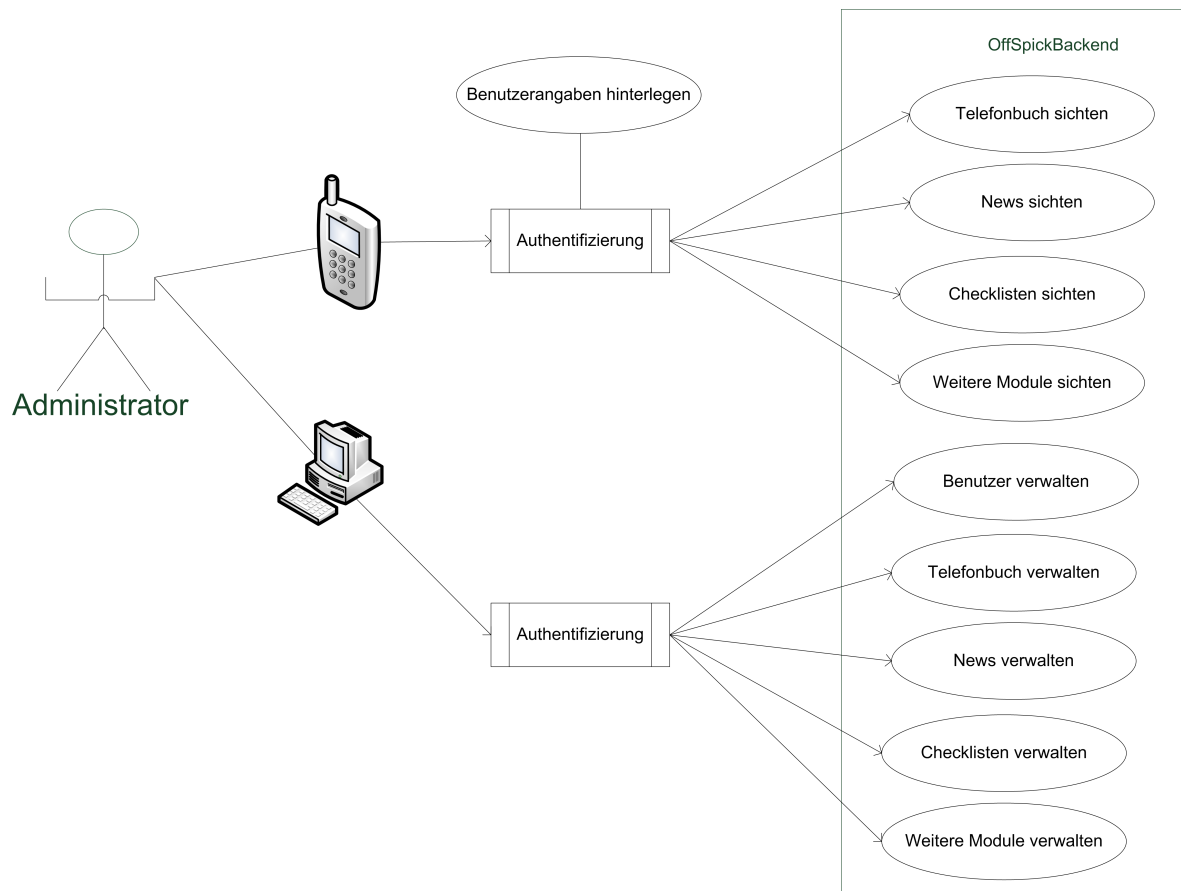 OffSpickBackend
Benutzerangaben hinterlegen
Telefonbuch sichten
News sichten
Authentifizierung
Checklisten sichten
Weitere Module sichten
Administrator
Benutzer verwalten
Telefonbuch verwalten
Authentifizierung
News verwalten
Checklisten verwalten
Weitere Module verwalten